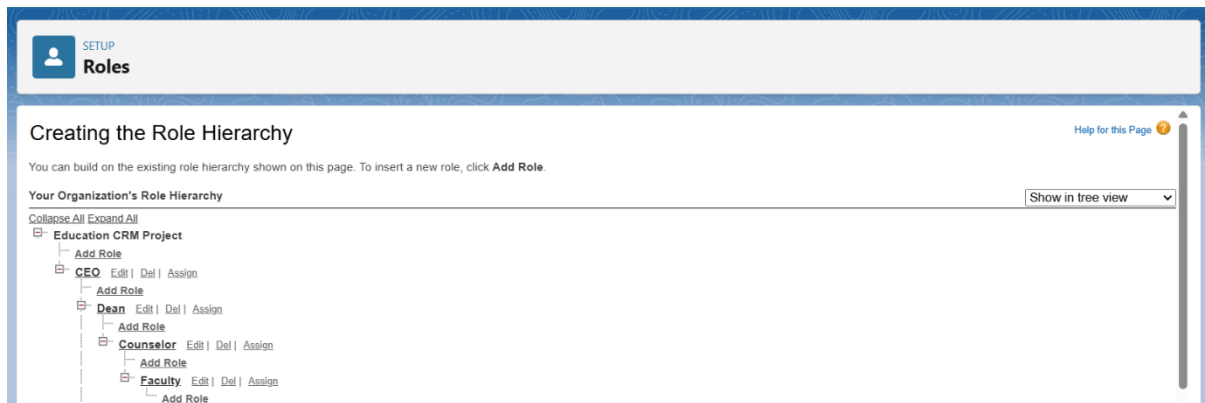 SETUP
Roles
Creating the Role Hierarchy
Help for this Page ?
You can build on the existing role hierarchy shown on this page. To insert a new role, click Add Role.
Your Organization's Role Hierarchy
Show in tree view
Collapse All Expand All
Education CRM Project
Add Role
CEO Edit | Del | Assign
Add Role
Dean Edit | Del | Assign
Add Role
Counselor Edit | Del | Assign
Add Role
Faculty Edit | Del | Assign
Add Role